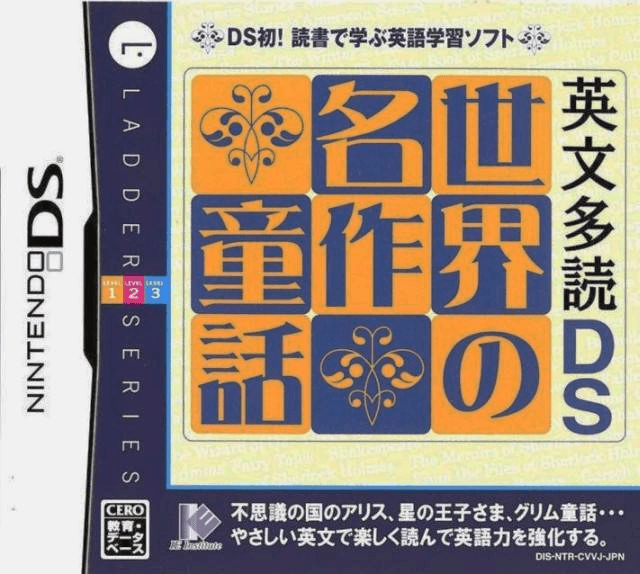 NINTENDO DS
L
LADDER SERIES
LEVEL 1 LEVEL 2 LEVEL 3
DS初! 読書で学ぶ英語学習ソフト
英文多読DS
世界の
名作
童話
CERO
教育・データベース
IE Institute
不思議の国のアリス、星の王子さま、グリム童話・・・
やさしい英文で楽しく読んで英語力を強化する。
DIS-NTR-CVVJ-JPN